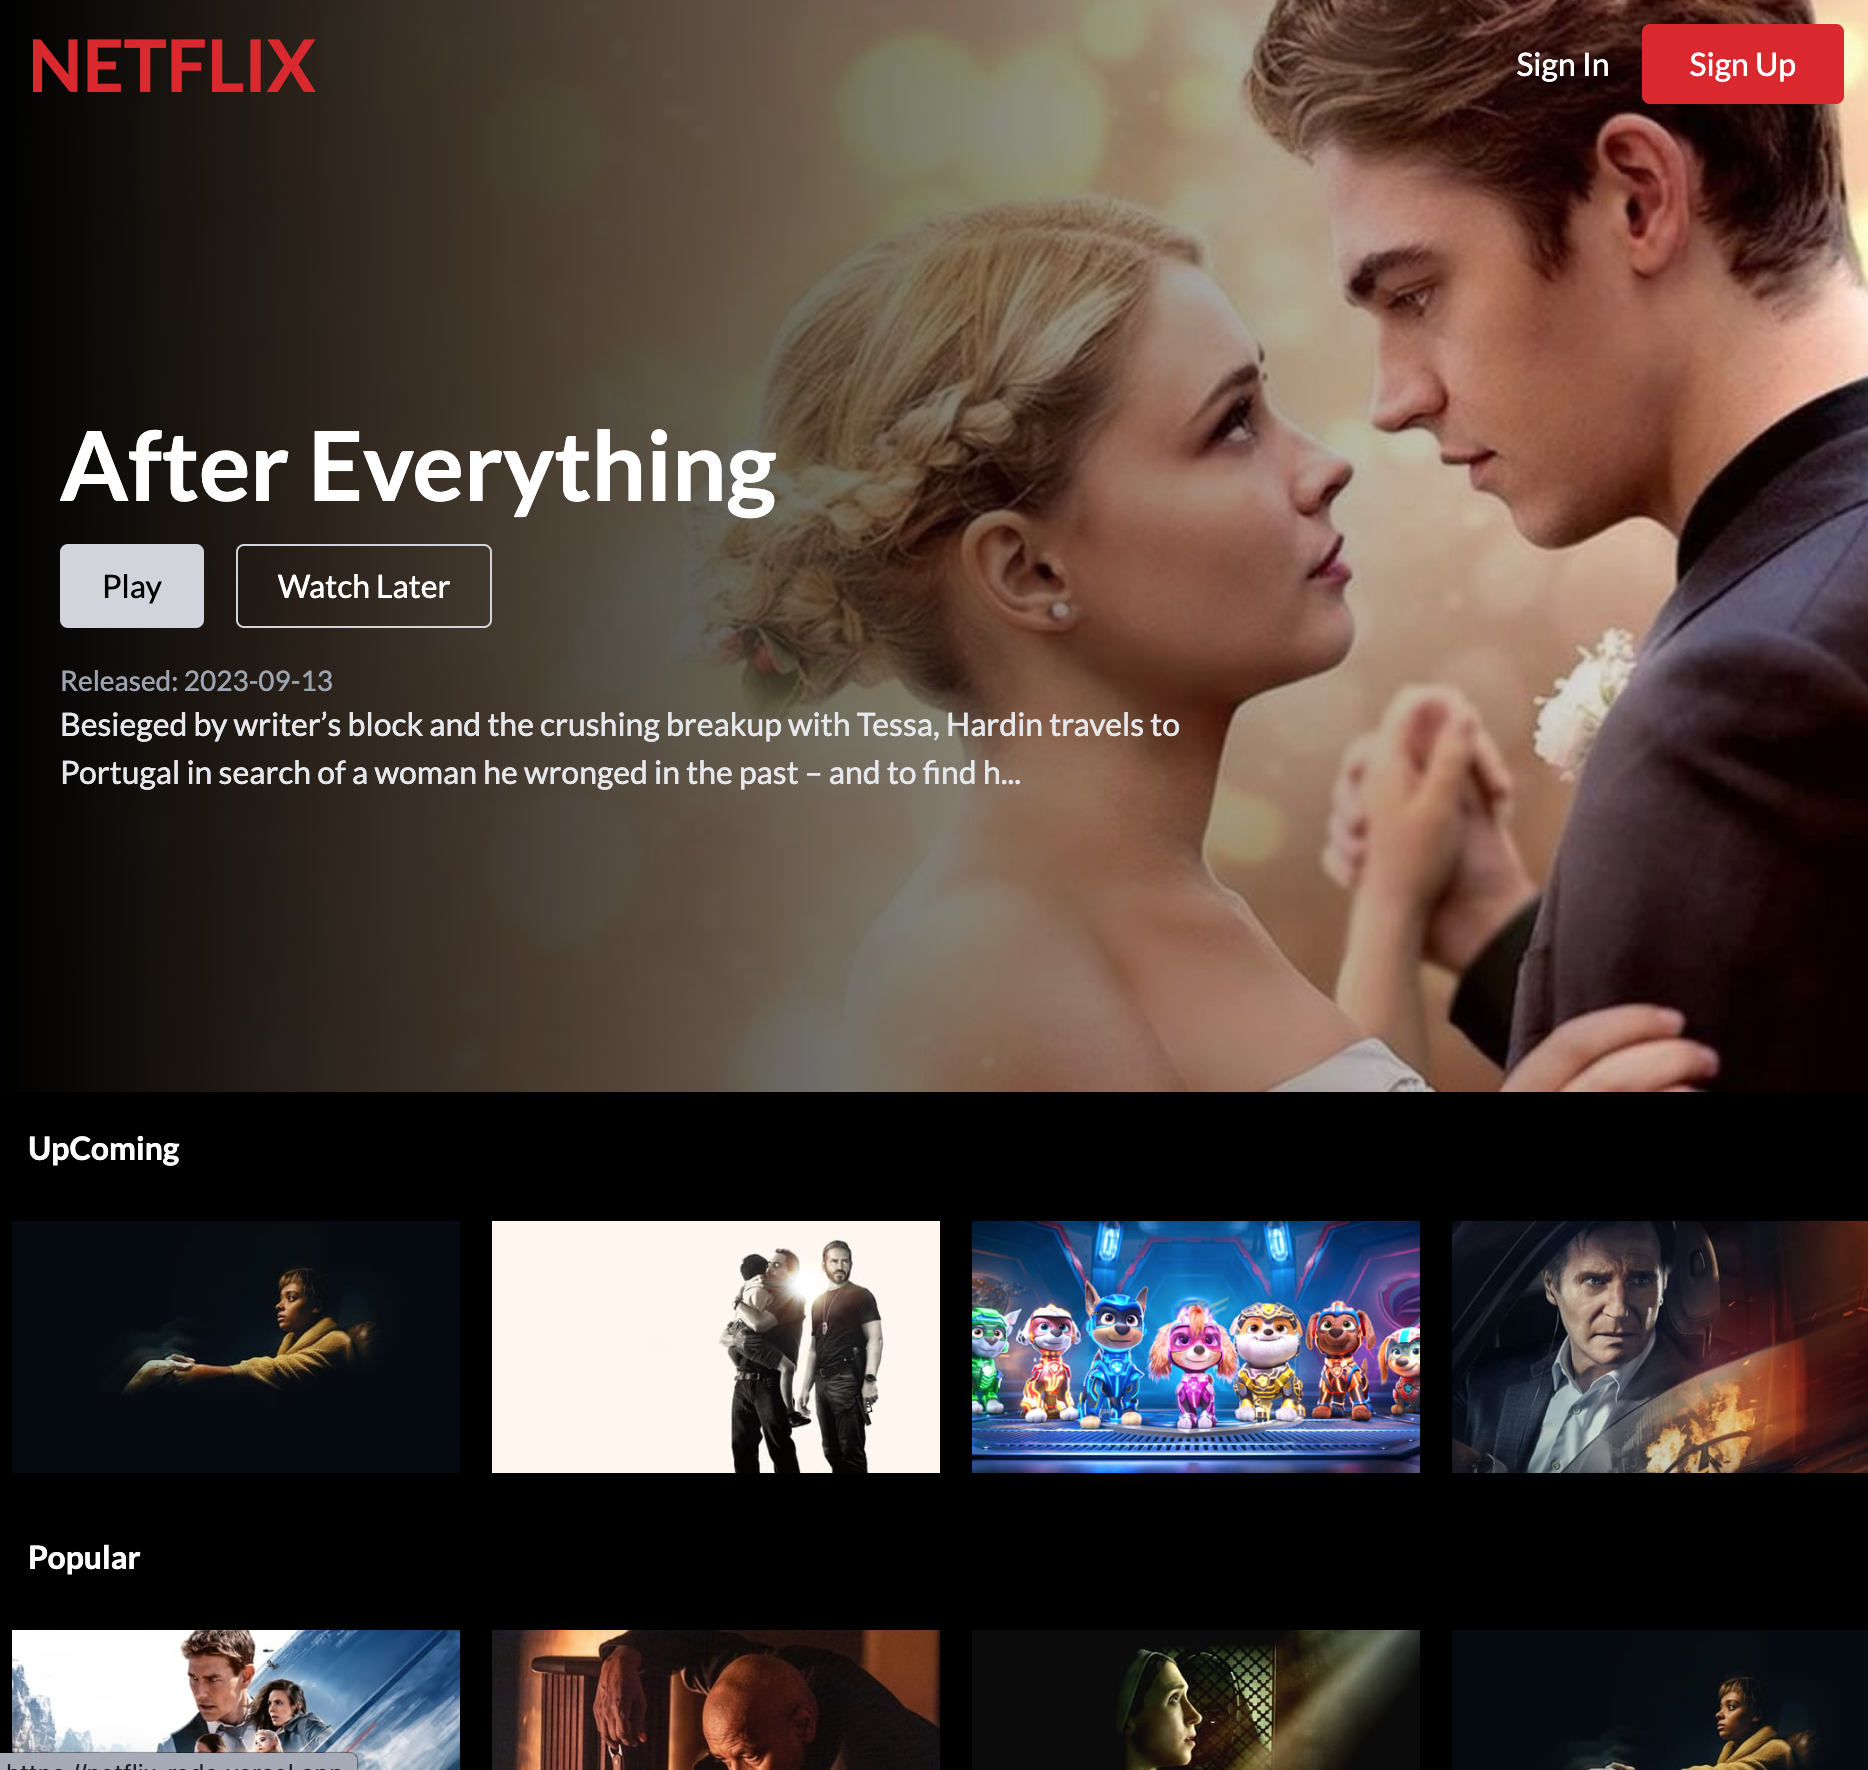 NETFLIX
Sign In
Sign Up
After Everything
Play
Watch Later
Released: 2023-09-13
Besieged by writer’s block and the crushing breakup with Tessa, Hardin travels to
Portugal in search of a woman he wronged in the past – and to find h...
UpComing
Popular